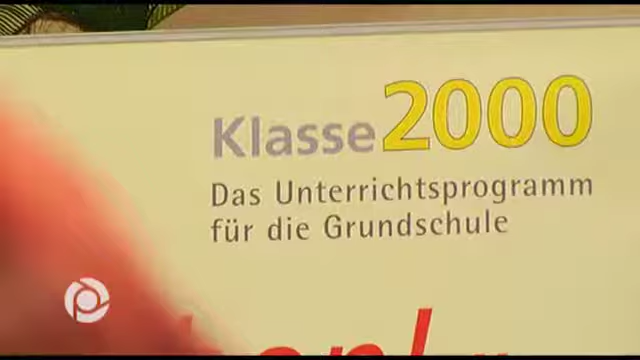 Klasse2000
Das Unterrichtsprogramm
für die Grundschule